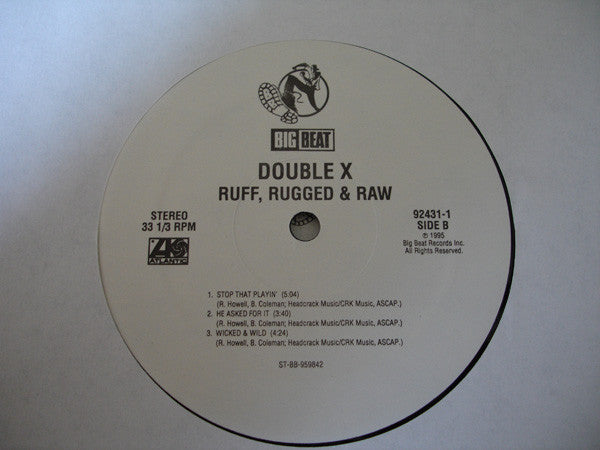 BIG BEAT
DOUBLE X
RUFF, RUGGED & RAW
STEREO
33 1/3 RPM
ATLANTIC
92431-1
SIDE B
℗ 1995
Big Beat Records Inc.
All Rights Reserved.
1. STOP THAT PLAYIN' (5:04)
(R. Howell, B. Coleman; Headcrack Music/CRK Music, ASCAP.)
2. HE ASKED FOR IT (3:40)
(R. Howell, B. Coleman; Headcrack Music/CRK Music, ASCAP.)
3. WICKED & WILD (4:24)
(R. Howell, B. Coleman; Headcrack Music/CRK Music, ASCAP.)
ST-BB-959842